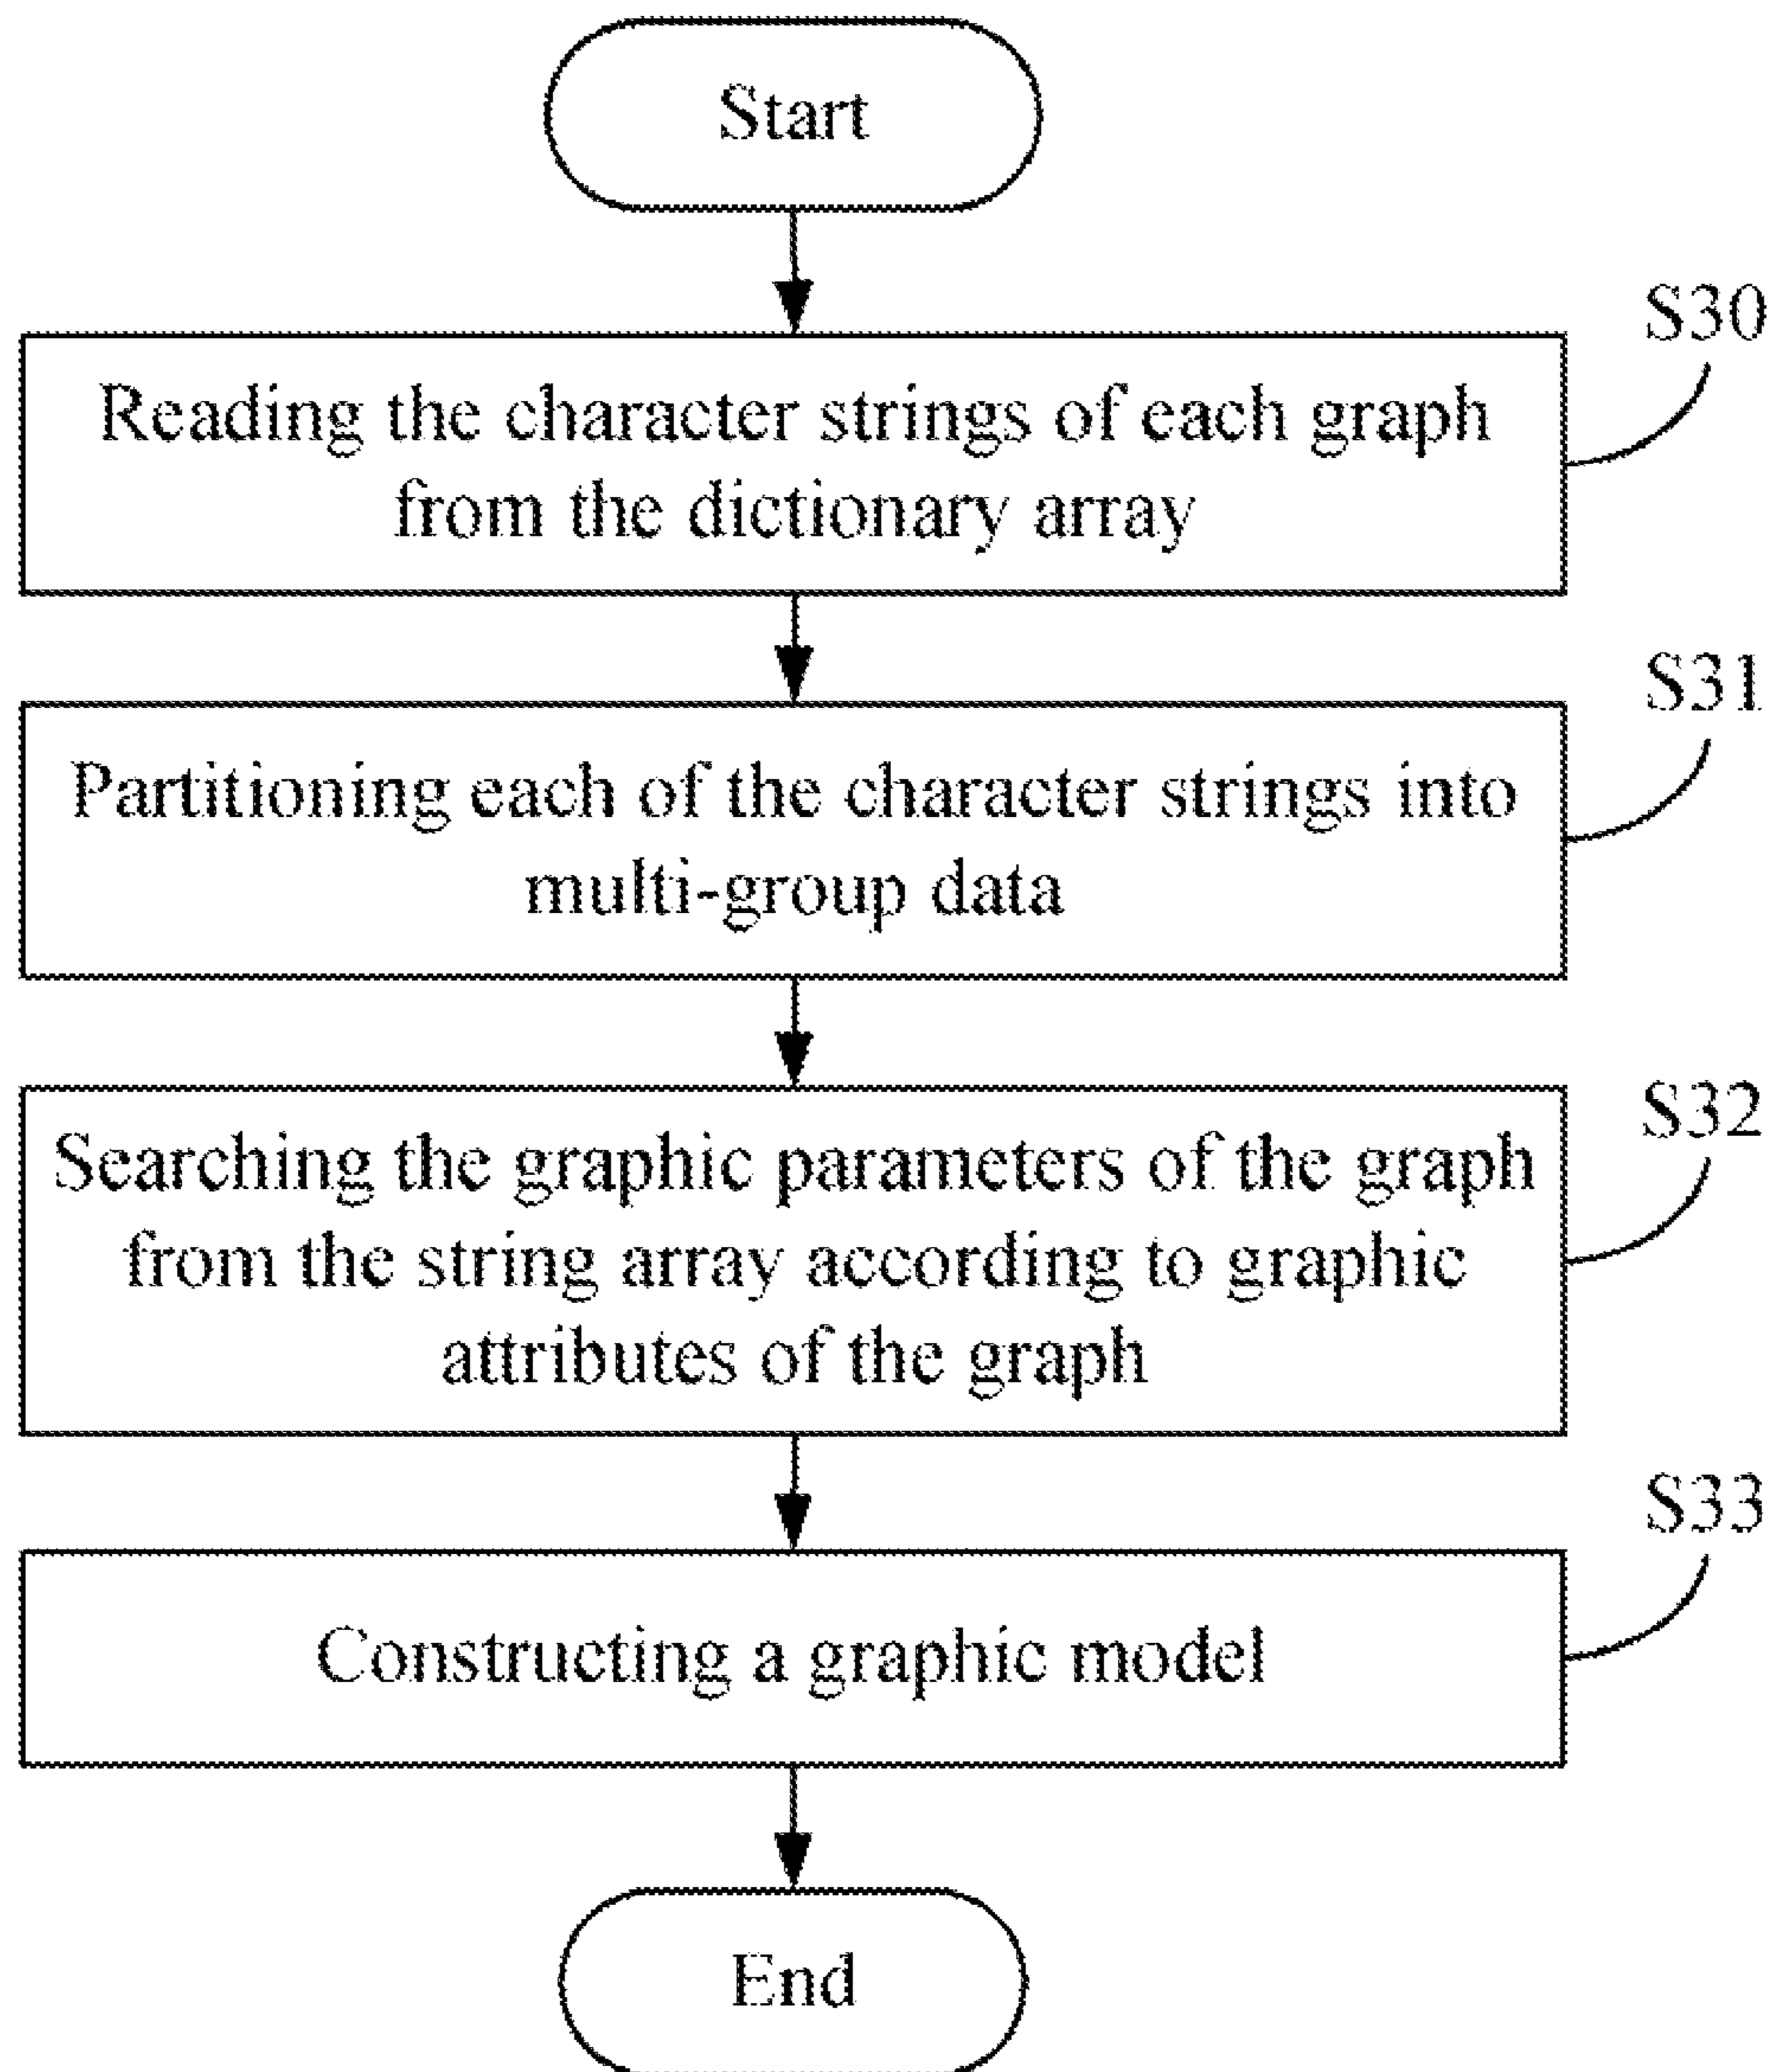 Start
S30
Reading the character strings of each graph
from the dictionary array
S31
Partitioning each of the character strings into
multi-group data
S32
Searching the graphic parameters of the graph
from the string array according to graphic
attributes of the graph
S33
Constructing a graphic model
End